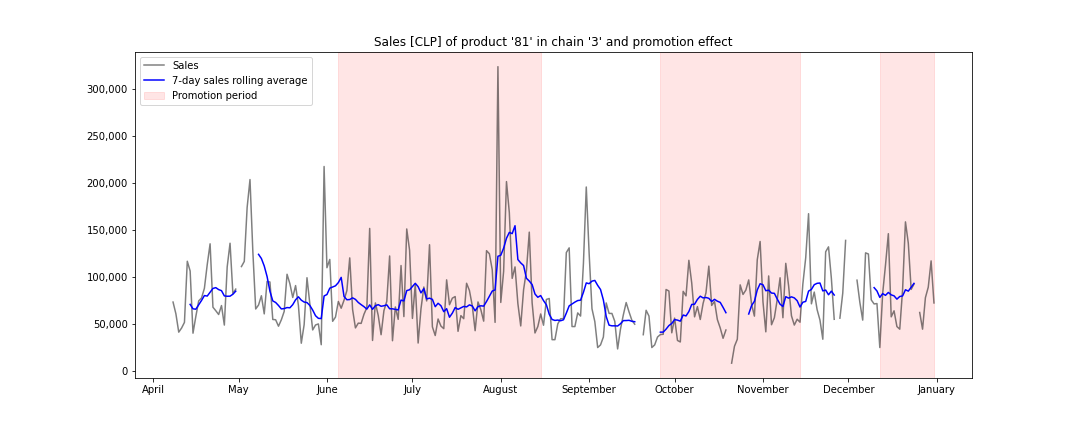 Sales [CLP] of product '81' in chain '3' and promotion effect
Sales
7-day sales rolling average
Promotion period
300,000
250,000
200,000
150,000
100,000
50,000
0
April May June July August September October November December January